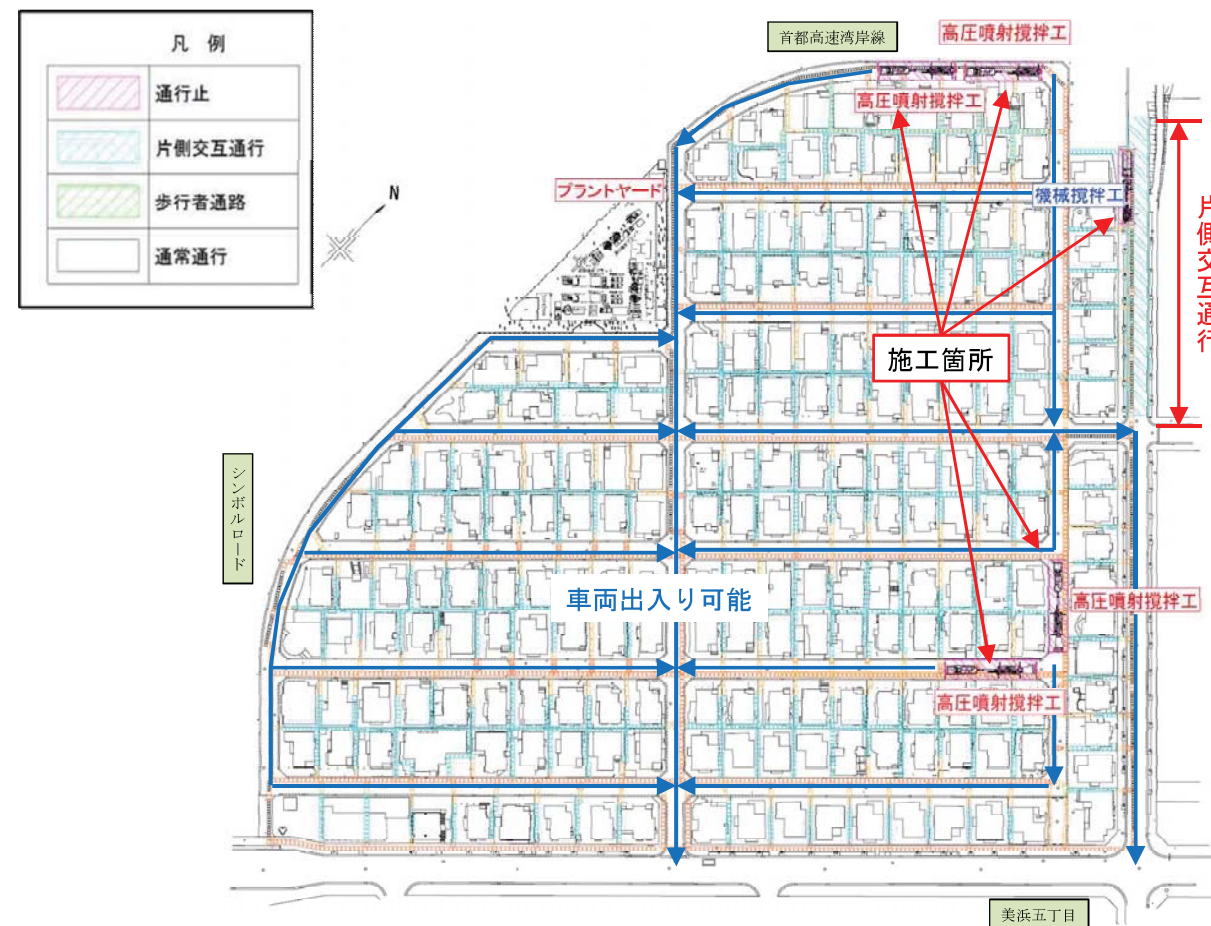 凡 例
通行止
片側交互通行
歩行者通路
通常通行
N
首都高速湾岸線
高圧噴射撹拌工
高圧噴射撹拌工
プラントヤード
機械撹拌工
片側交互通行
施工箇所
シンボルロード
車両出入り可能
高圧噴射撹拌工
高圧噴射撹拌工
美浜五丁目